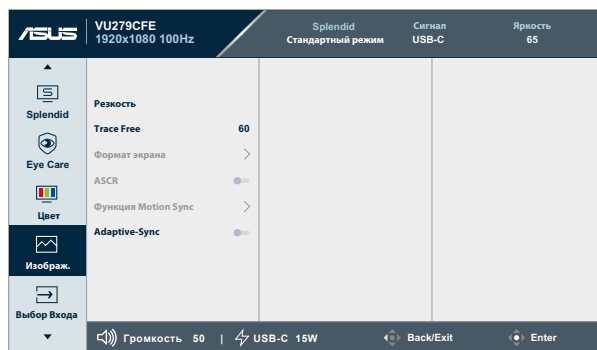 ASUS
VU279CFE
1920x1080 100Hz
Splendid
Стандартный режим
Сигнал
USB-C
Яркость
65
Splendid
Eye Care
Цвет
Изображ.
Выбор Входа
Резкость
Trace Free 60
Формат экрана
ASCR
Функция Motion Sync
Adaptive-Sync
Громкость 50 | USB-C 15W Back/Exit Enter